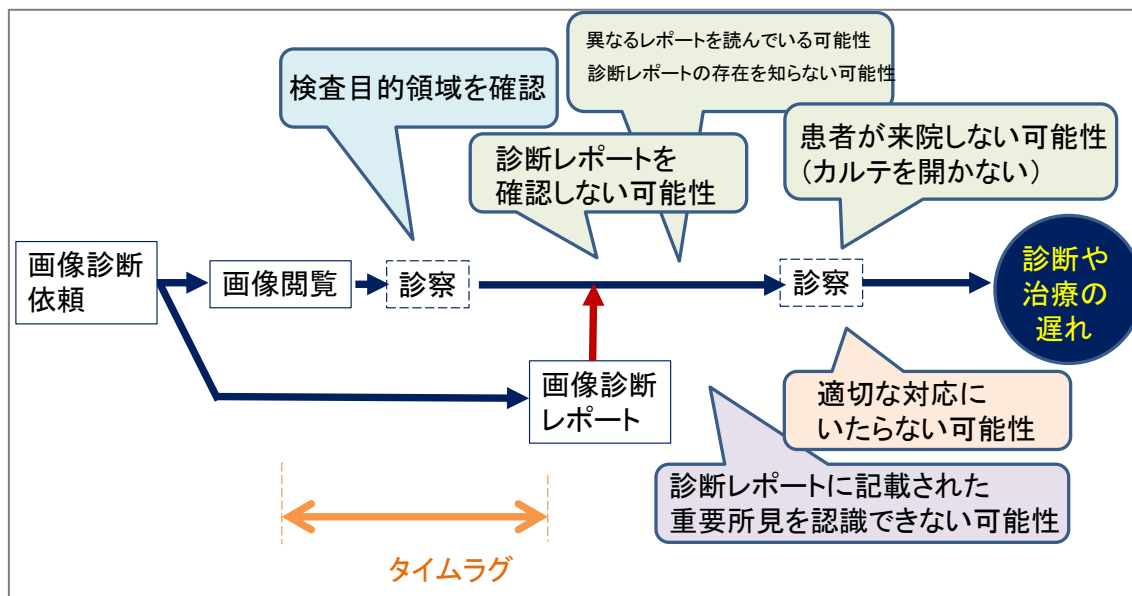 異なるレポートを読んでいる可能性
診断レポートの存在を知らない可能性
検査目的領域を確認
患者が来院しない可能性
(カルテを開かない)
診断レポートを
確認しない可能性
画像診断
依頼
画像閲覧
診察
診察
診断や
治療の
遅れ
画像診断
レポート
適切な対応に
いたらない可能性
診断レポートに記載された
重要所見を認識できない可能性
タイムラグ